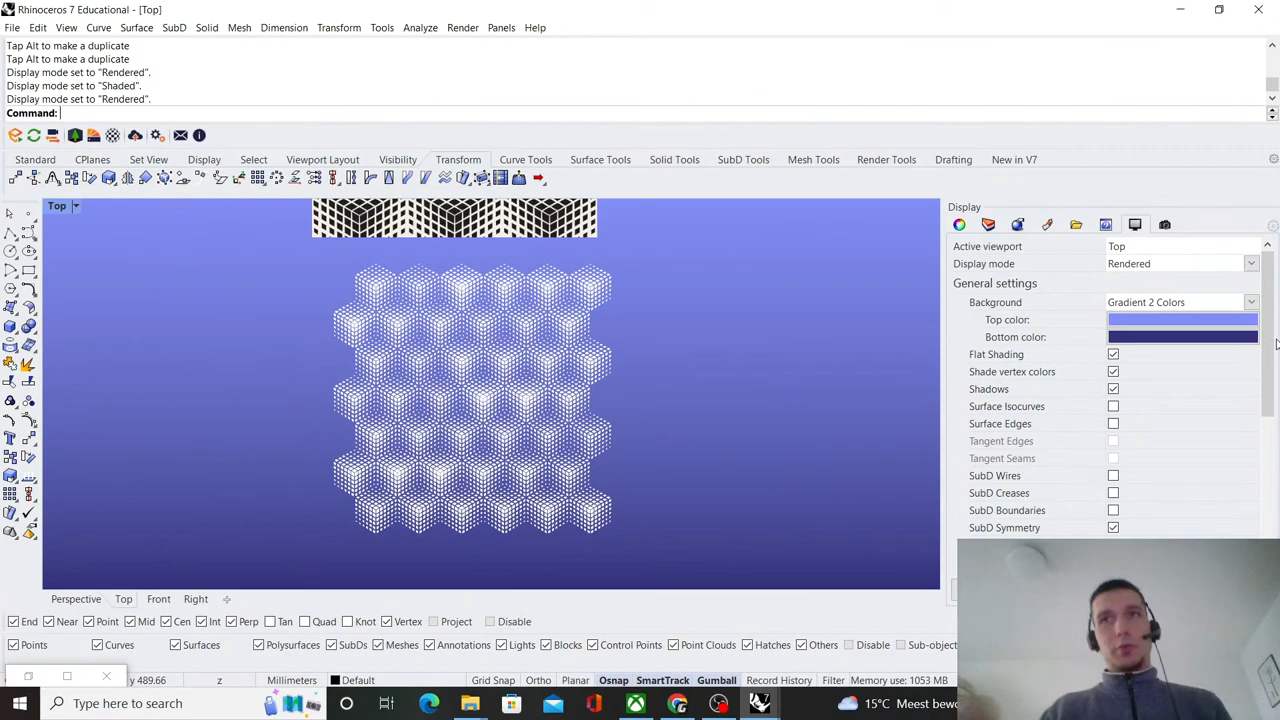 Rhinoceros 7 Educational - [Top]
File Edit View Curve Surface SubD Solid Mesh Dimension Transform Tools Analyze Render Panels Help
Tap Alt to make a duplicate
Tap Alt to make a duplicate
Display mode set to "Rendered".
Display mode set to "Shaded".
Display mode set to "Rendered".
Command:
Standard CPlanes Set View Display Select Viewport Layout Visibility Transform Curve Tools Surface Tools Solid Tools SubD Tools Mesh Tools Render Tools Drafting New in V7
Top
Display
Active viewport Top
Display mode Rendered
General settings
Background Gradient 2 Colors
Top color:
Bottom color:
Flat Shading
Shade vertex colors
Shadows
Surface Isocurves
Surface Edges
Tangent Edges
Tangent Seams
SubD Wires
SubD Creases
SubD Boundaries
SubD Symmetry
Perspective Top Front Right
End Near Point Mid Cen Int Perp Tan Quad Knot Vertex Project Disable
Points Curves Surfaces Polysurfaces SubDs Meshes Annotations Lights Blocks Control Points Point Clouds Hatches Others Disable Sub-object
y 489.66 z Millimeters Default Grid Snap Ortho Planar Osnap SmartTrack Gumball Record History Filter Memory use: 1053 MB
Type here to search
15°C Meest bewo